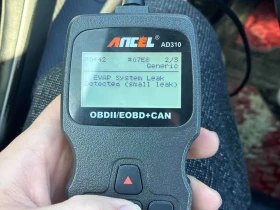 ANCEL
AD310
P0442 $07E8 2/3
Generic
EVAP System Leak
Detected (small leak)
OBDII/EOBD+CAN